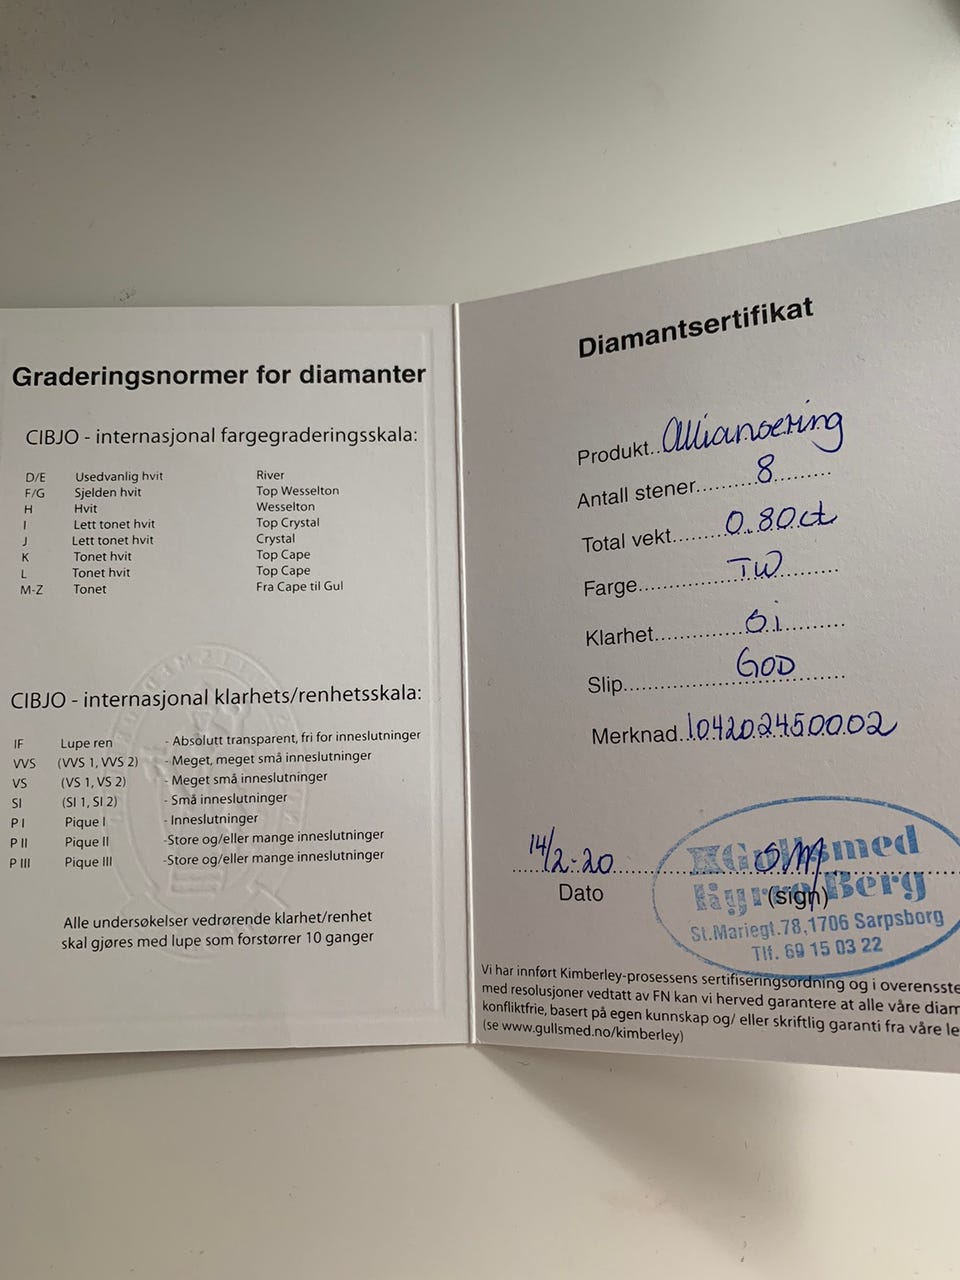 Graderingsnormer for diamanter
CIBJO - internasjonal fargegraderingsskala:
D/E Usedvanlig hvit River
F/G Sjelden hvit Top Wesselton
H Hvit Wesselton
I Lett tonet hvit Top Crystal
J Lett tonet hvit Crystal
K Tonet hvit Top Cape
L Tonet hvit Top Cape
M-Z Tonet Fra Cape til Gul
CIBJO - internasjonal klarhets/renhetsskala:
IF Lupe ren - Absolutt transparent, fri for inneslutninger
VVS (VVS 1, VVS 2) - Meget, meget små inneslutninger
VS (VS 1, VS 2) - Meget små inneslutninger
SI (SI 1, SI 2) - Små inneslutninger
P I Pique I - Inneslutninger
P II Pique II -Store og/eller mange inneslutninger
P III Pique III -Store og/eller mange inneslutninger
Alle undersøkelser vedrørende klarhet/renhet
skal gjøres med lupe som forstørrer 10 ganger
Diamantsertifikat
Produkt..Alliansering
Antall stener..........8..........
Total vekt........0.80ct
Farge................TW..........
Klarhet..............Si..........
Slip....................GOD..........
Merknad.104202450002
14/2-20
Dato (sign)
Gullsmed
Berg
St.Mariegt.78,1706 Sarpsborg
Tlf. 69 15 03 22
Vi har innført Kimberley-prosessens sertifiseringsordning og i overensste
med resolusjoner vedtatt av FN kan vi herved garantere at alle våre diam
konfliktfrie, basert på egen kunnskap og/ eller skriftlig garanti fra våre le
(se www.gullsmed.no/kimberley)